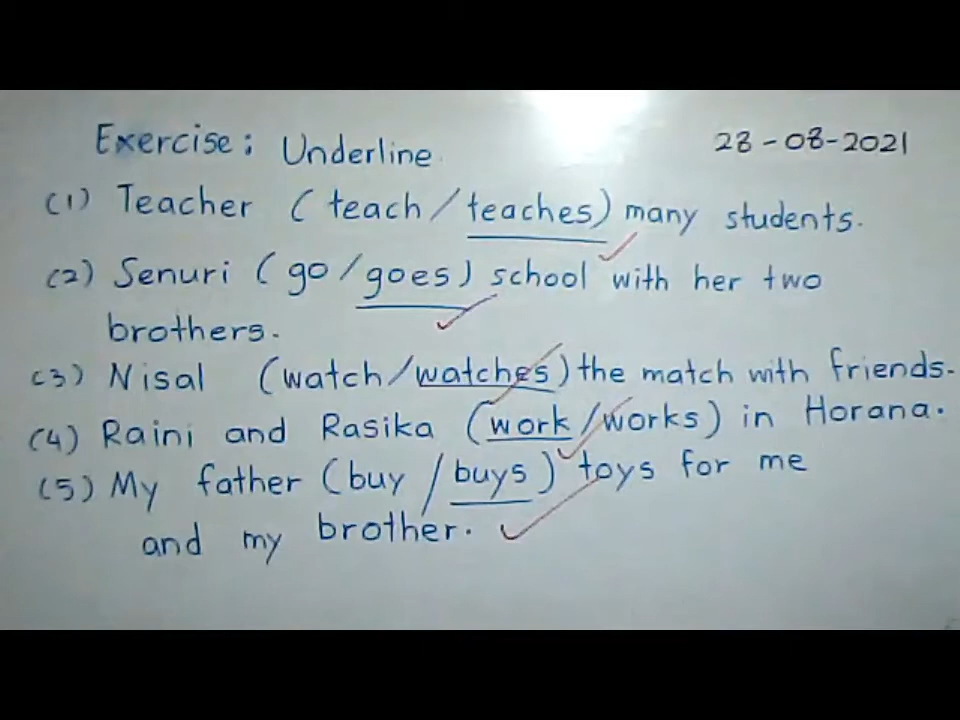 Exercise: Underline.
28-08-2021
(1) Teacher (teach/teaches) many students.
(2) Senuri (go/goes) school with her two
brothers.
(3) Nisal (watch/watches) the match with friends.
(4) Raini and Rasika (work/works) in Horana.
(5) My father (buy/buys) toys for me
and my brother.